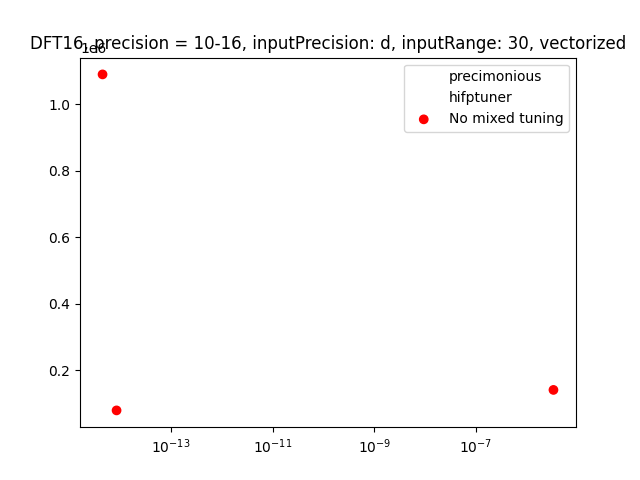 DFT16, precision = 10-16, inputPrecision: d, inputRange: 30, vectorized
1e6
precimonious
hifptuner
No mixed tuning
1.0
0.8
0.6
0.4
0.2
10⁻¹³ 10⁻¹¹ 10⁻⁹ 10⁻⁷